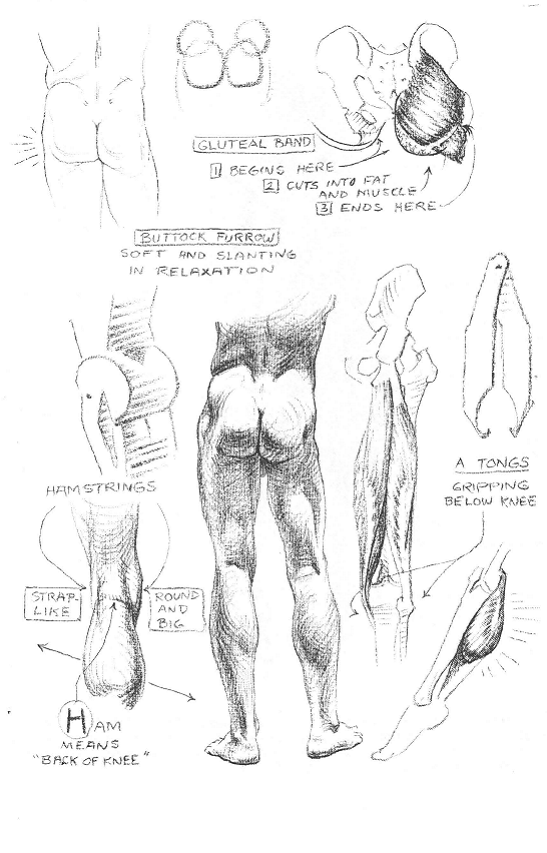 GLUTEAL BAND
1 BEGINS HERE
2 CUTS INTO FAT
AND MUSCLE
3 ENDS HERE
BUTTOCK FURROW
SOFT AND SLANTING
IN RELAXATION
HAMSTRINGS
A TONGS
GRIPPING
BELOW KNEE
STRAP-
LIKE
ROUND
AND
BIG
HAM
MEANS
"BACK OF KNEE"